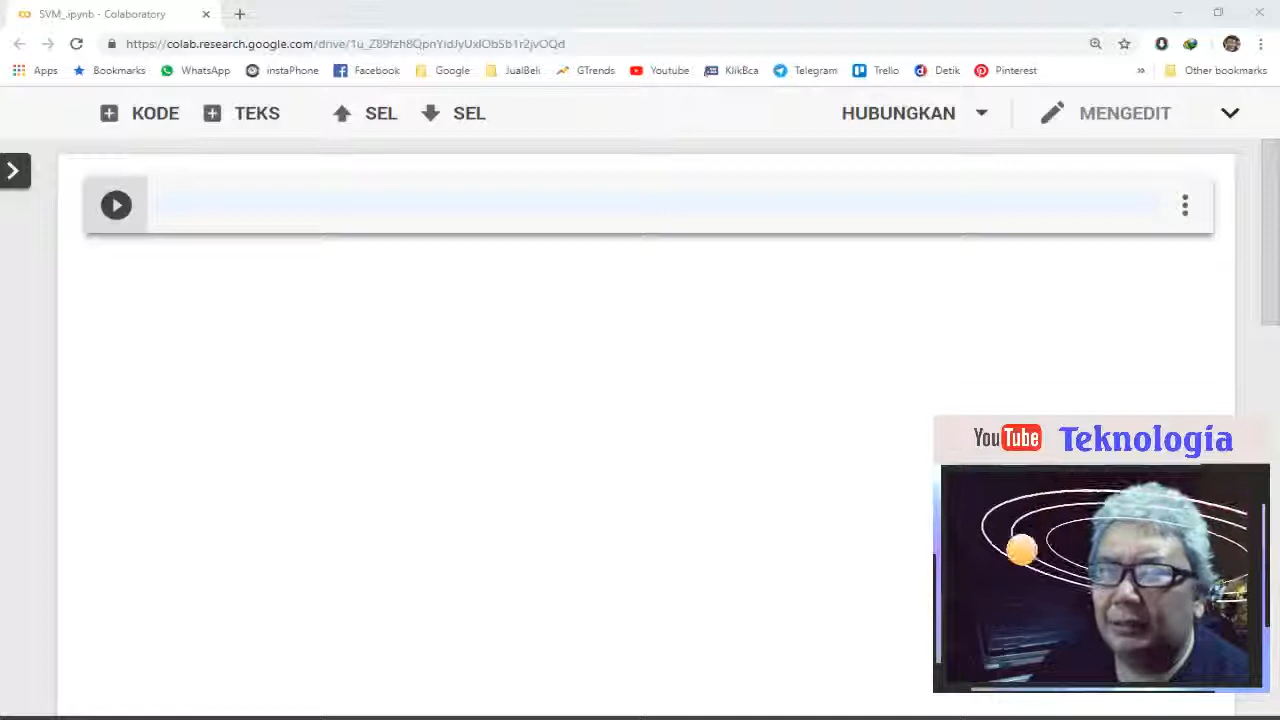 SVM_.ipynb - Colaboratory
https://colab.research.google.com/drive/1u_Z89fzh8QpnYidJyUxlObSb1r2jvOQd
Apps Bookmarks WhatsApp instaPhone Facebook Google JualBeli GTrends Youtube KlikBca Telegram Trello Detik Pinterest » Other bookmarks
KODE TEKS SEL SEL HUBUNGKAN MENGEDIT
YouTube Teknologia